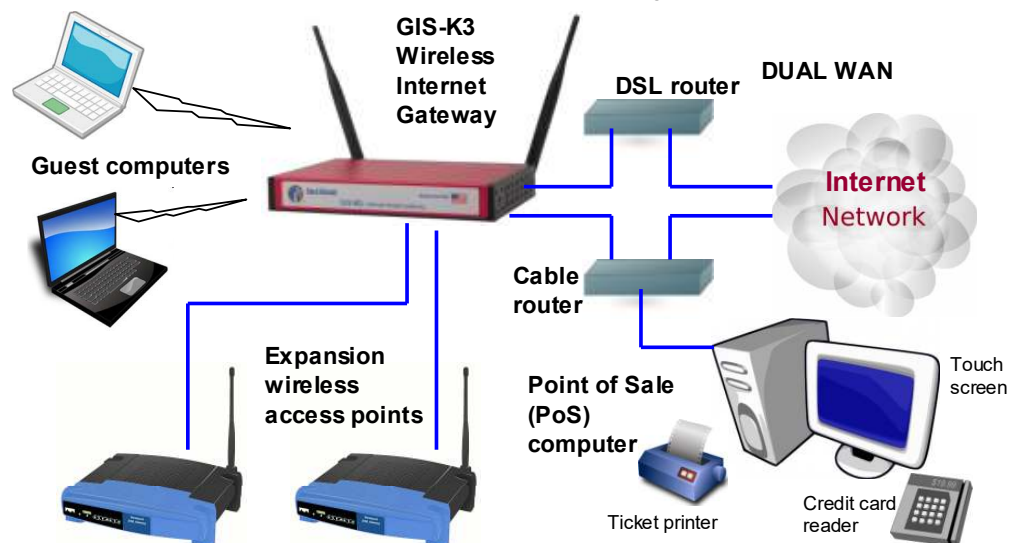 GIS-K3
Wireless
Internet
Gateway
DSL router
DUAL WAN
Guest computers
Internet
Network
Cable
router
Expansion
wireless
access points
Point of Sale
(PoS)
computer
Touch
screen
Ticket printer
Credit card
reader